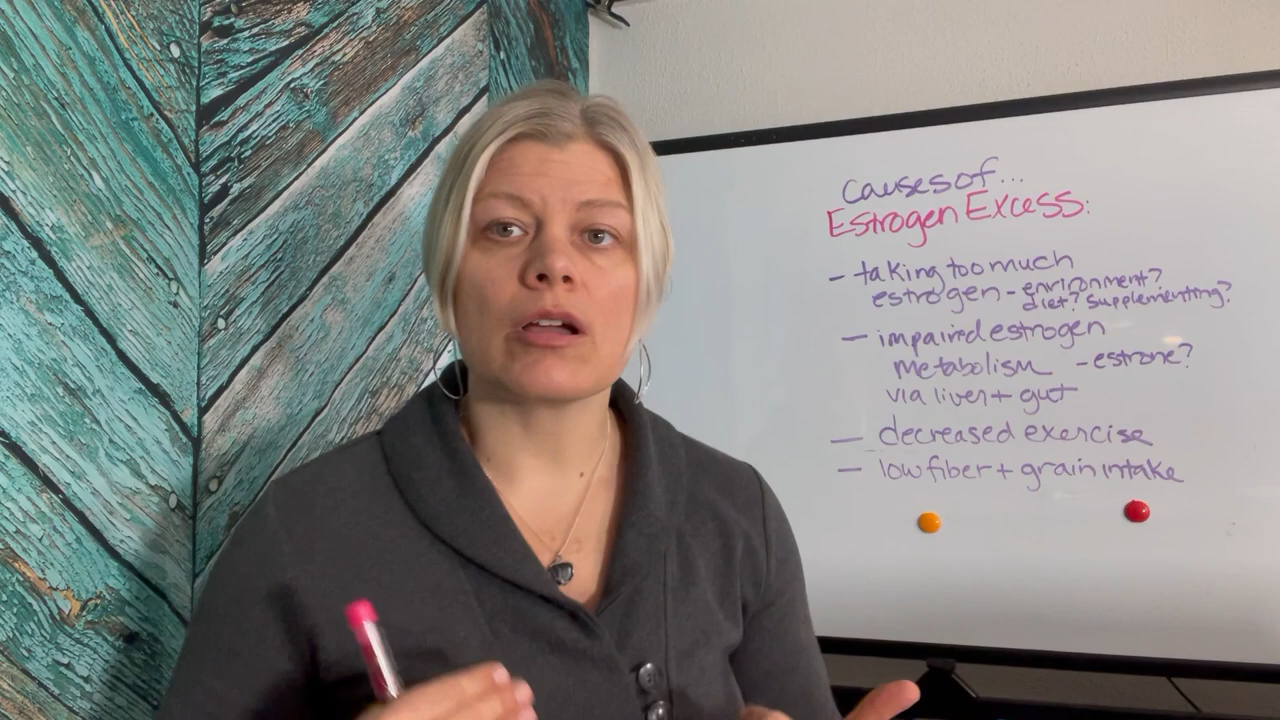 causes of...
Estrogen Excess:
- taking too much
estrogen - environment?
diet? supplementing?
- impaired estrogen
metabolism - estrone?
via liver + gut
- decreased exercise
- low fiber + grain intake